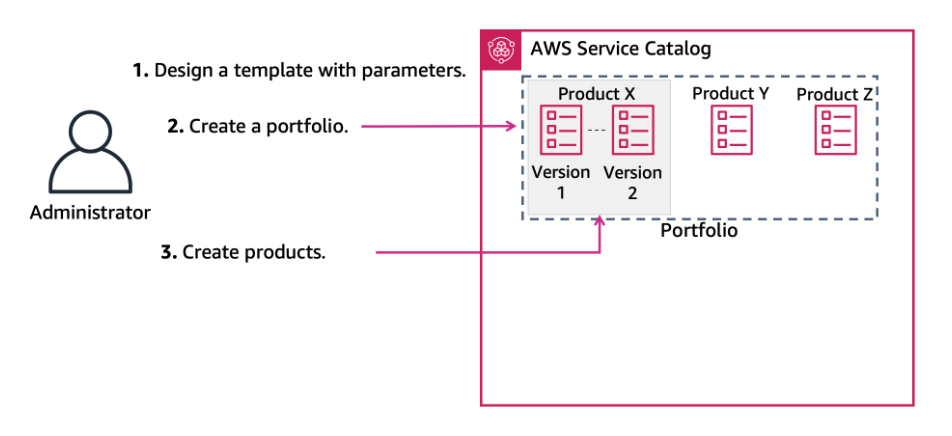 AWS Service Catalog
1. Design a template with parameters.
Product X
Product Y
Product Z
2. Create a portfolio.
Version
1
Version
2
Administrator
Portfolio
3. Create products.